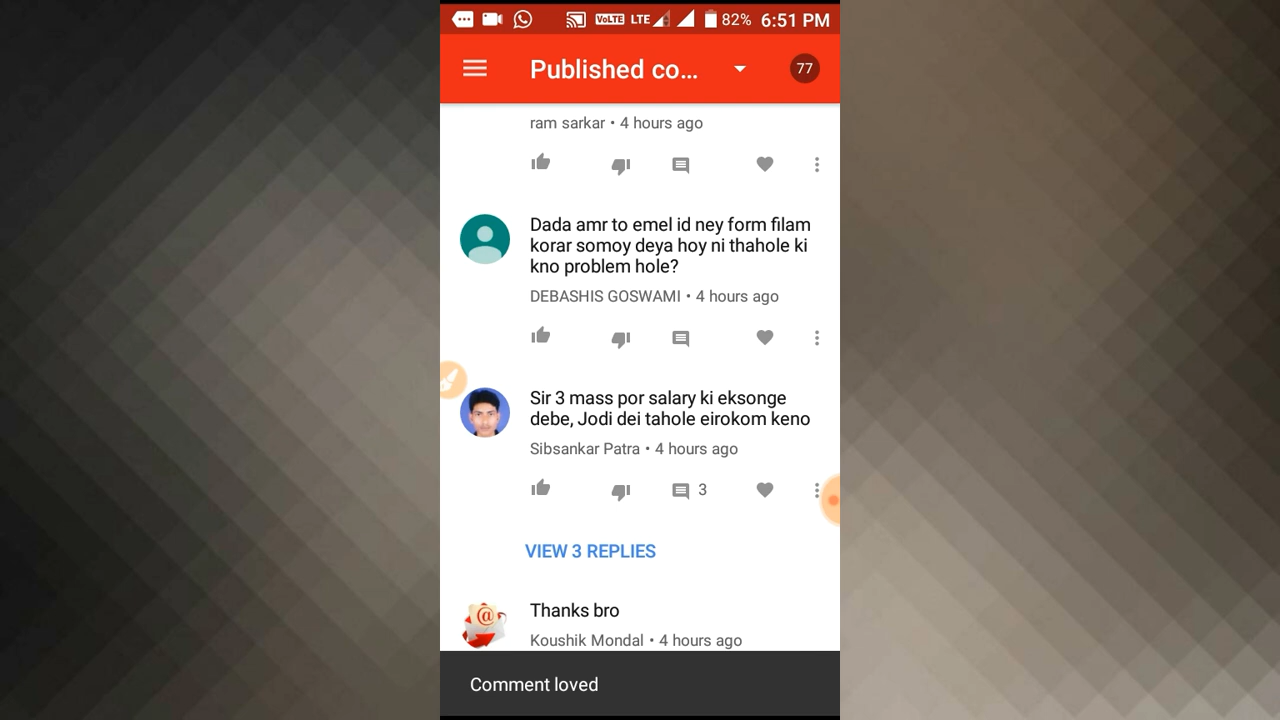 VoLTE LTE 82% 6:51 PM
Published co... 77
ram sarkar • 4 hours ago
Dada amr to emel id ney form filam
korar somoy deya hoy ni thahole ki
kno problem hole?
DEBASHIS GOSWAMI • 4 hours ago
Sir 3 mass por salary ki eksonge
debe, Jodi dei tahole eirokom keno
Sibsankar Patra • 4 hours ago
3
VIEW 3 REPLIES
Thanks bro
Koushik Mondal • 4 hours ago
Comment loved